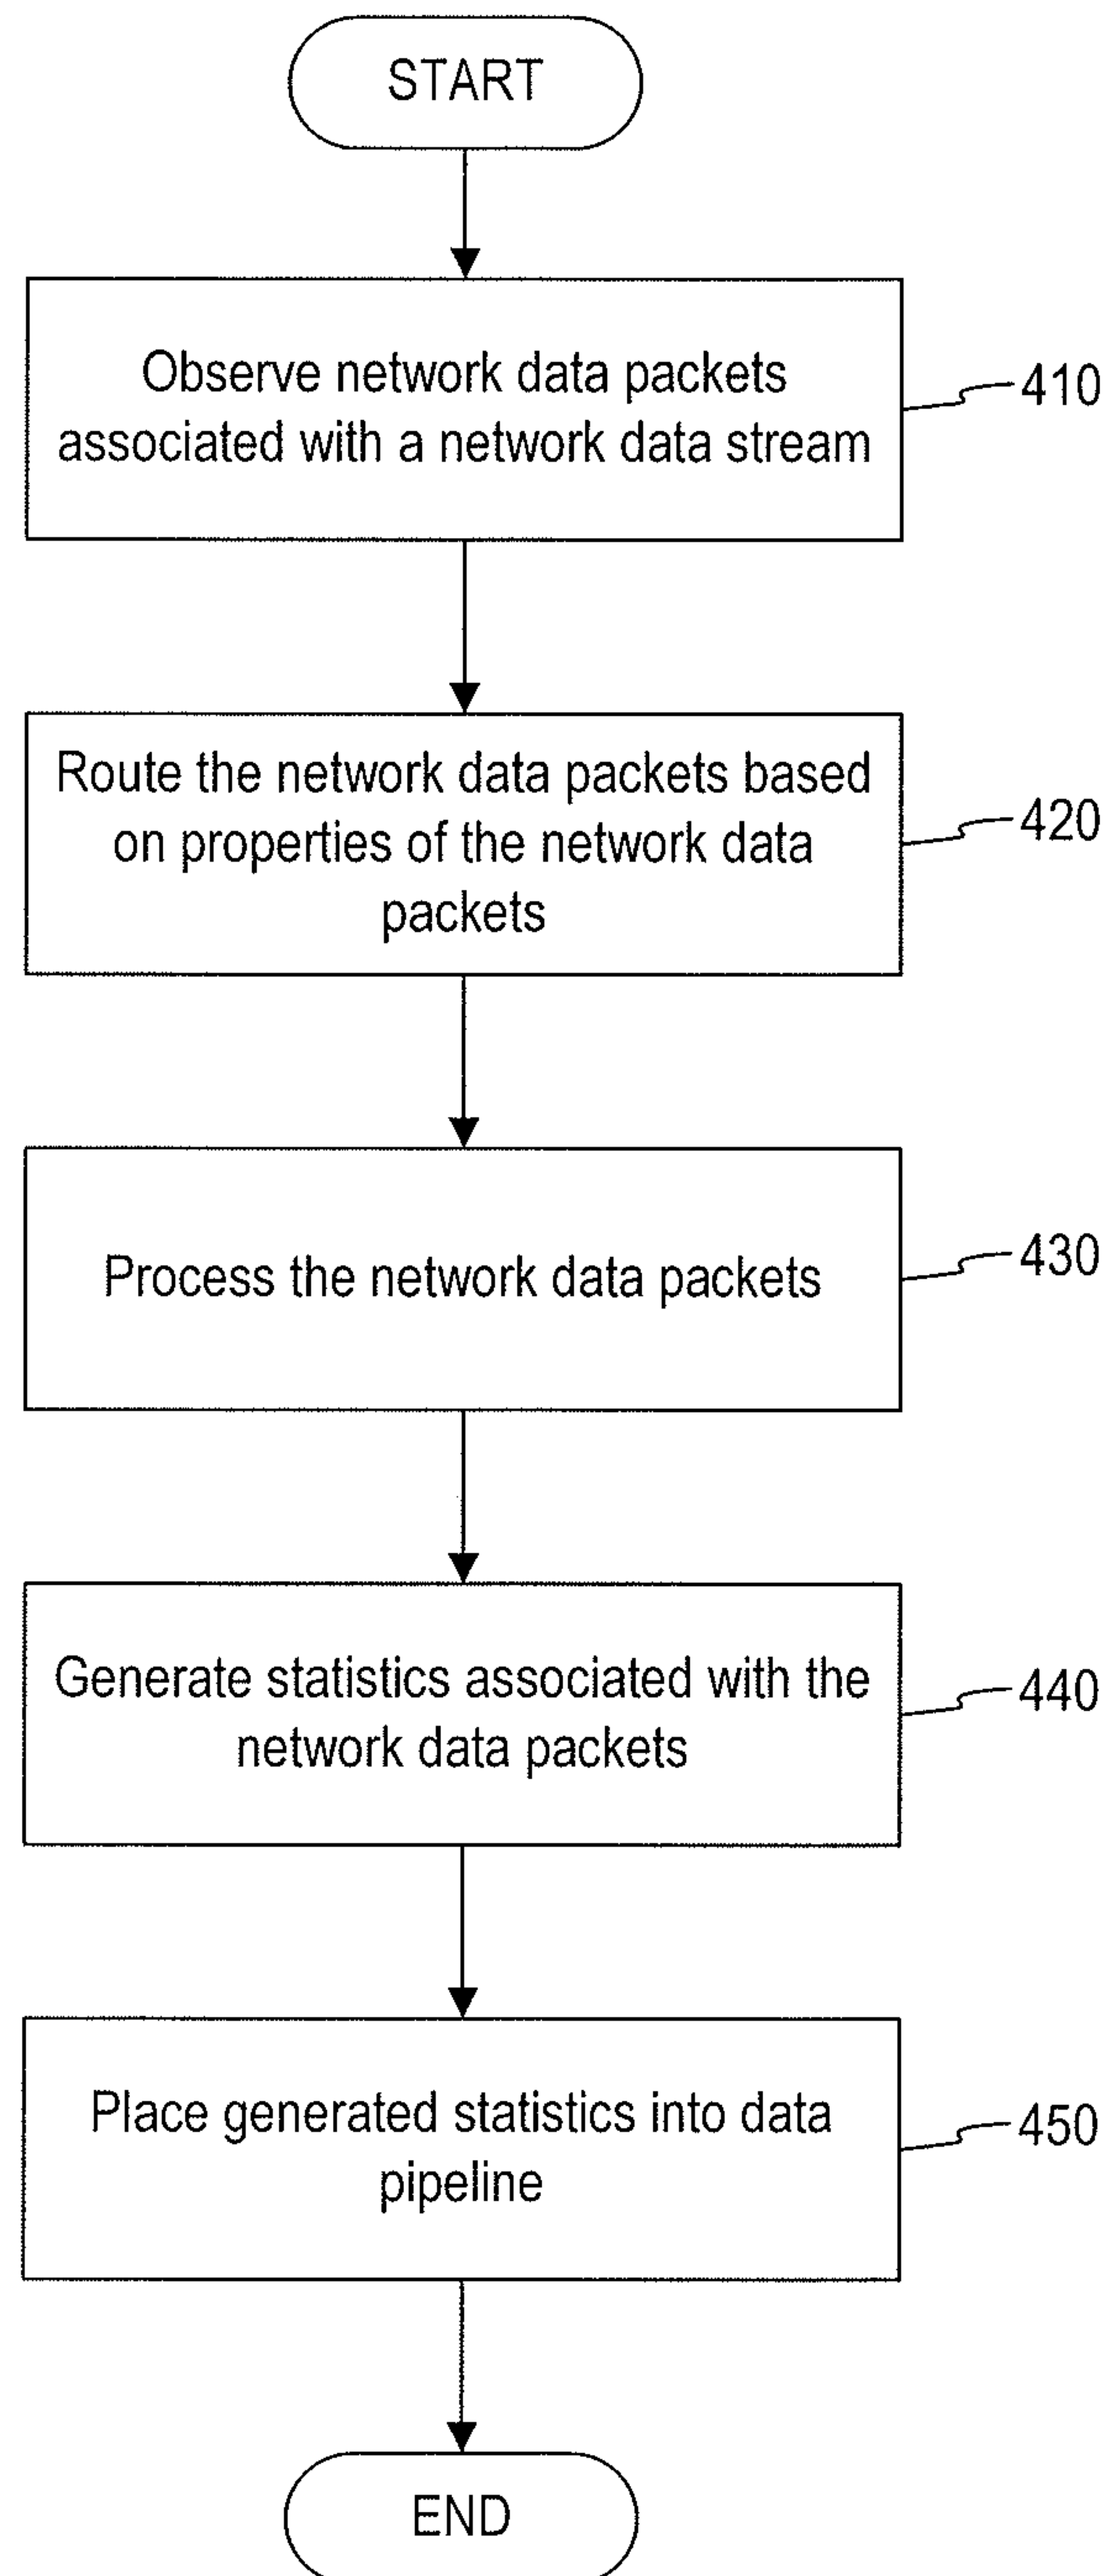 START
Observe network data packets
associated with a network data stream
410
Route the network data packets based
on properties of the network data
packets
420
Process the network data packets
430
Generate statistics associated with the
network data packets
440
Place generated statistics into data
pipeline
450
END